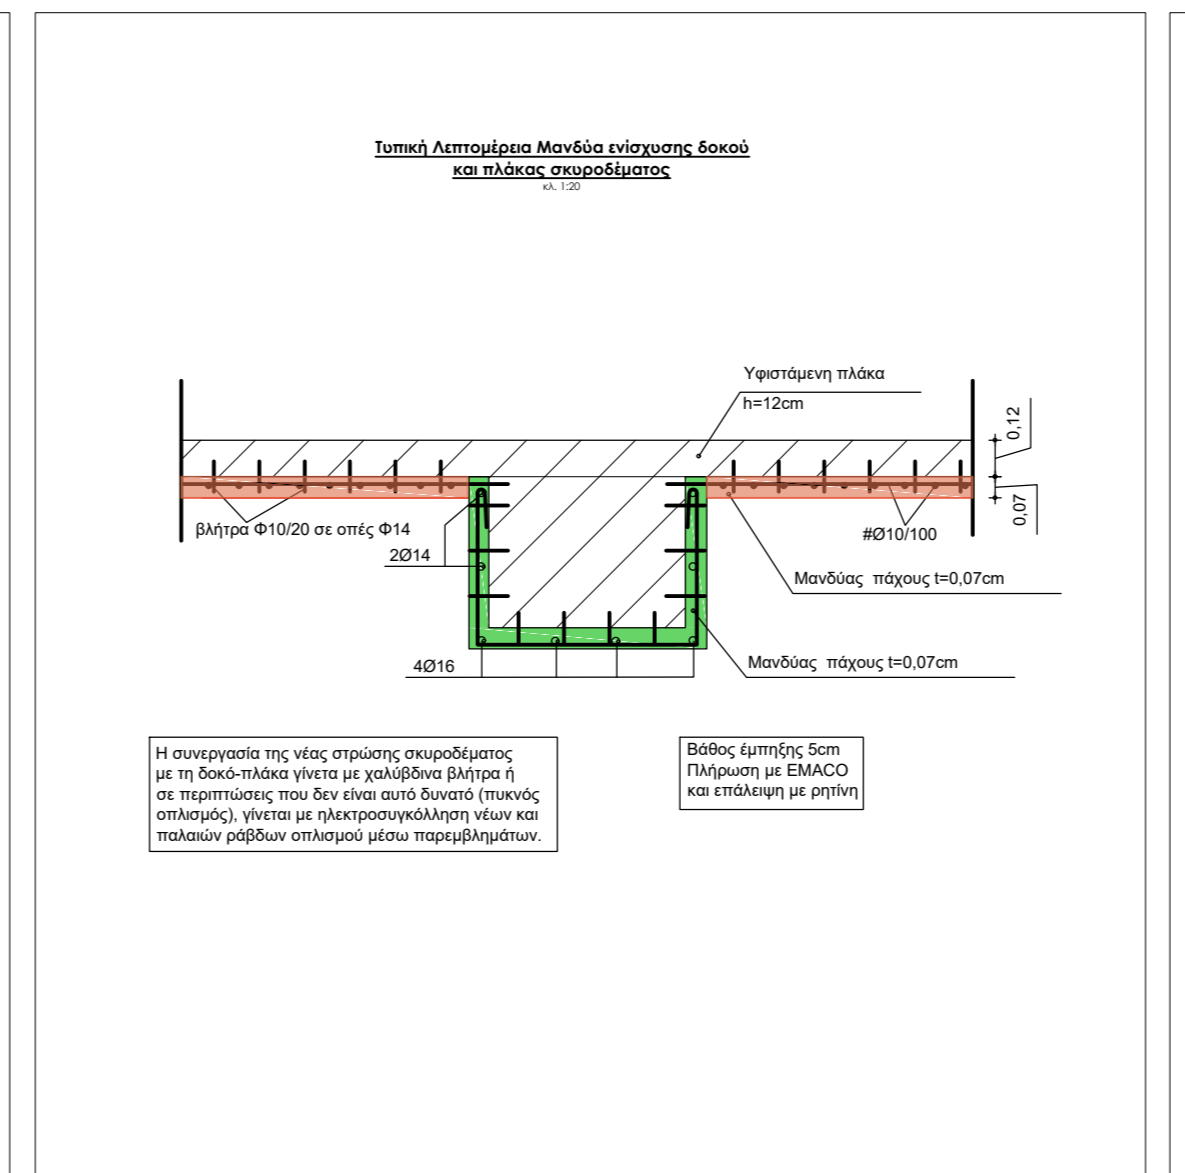 Τυπική Λεπτομέρεια Μανδύα ενίσχυσης δοκού
και πλάκας σκυροδέματος
κλ. 1:20
Υφιστάμενη πλάκα
h=12cm
0,12
0,07
βλήτρα Φ10/20 σε οπές Φ14
#Ø10/100
2Ø14
Μανδύας πάχους t=0,07cm
4Ø16
Μανδύας πάχους t=0,07cm
Η συνεργασία της νέας στρώσης σκυροδέματος
με τη δοκό-πλάκα γίνετα με χαλύβδινα βλήτρα ή
σε περιπτώσεις που δεν είναι αυτό δυνατό (πυκνός
οπλισμός), γίνεται με ηλεκτροσυγκόλληση νέων και
παλαιών ράβδων οπλισμού μέσω παρεμβλημάτων.
Βάθος έμπηξης 5cm
Πλήρωση με EMACO
και επάλειψη με ρητίνη